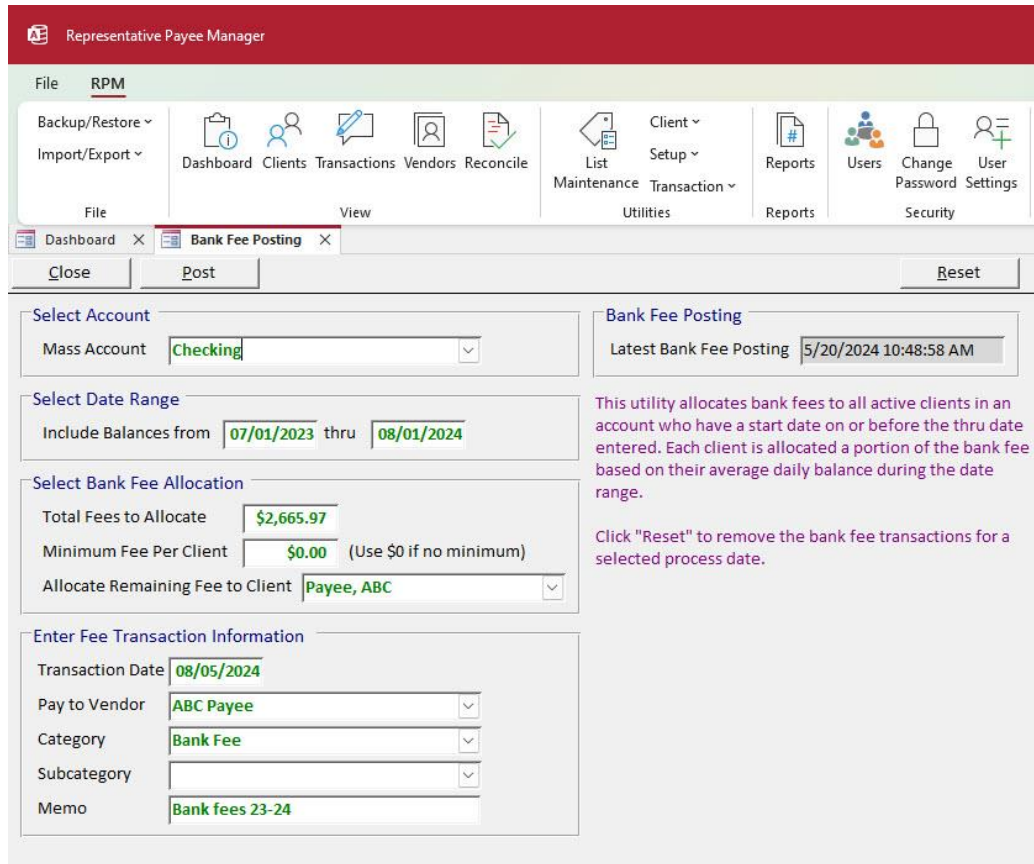 Representative Payee Manager
File RPM
Backup/Restore
Import/Export
Dashboard Clients Transactions Vendors Reconcile
List
Maintenance
Client
Setup
Transaction
Reports
Users
Change
Password
User
Settings
File View Utilities Reports Security
Dashboard Bank Fee Posting
Close Post Reset
Select Account
Mass Account Checking
Bank Fee Posting
Latest Bank Fee Posting 5/20/2024 10:48:58 AM
Select Date Range
Include Balances from 07/01/2023 thru 08/01/2024
This utility allocates bank fees to all active clients in an
account who have a start date on or before the thru date
entered. Each client is allocated a portion of the bank fee
based on their average daily balance during the date
range.
Click "Reset" to remove the bank fee transactions for a
selected process date.
Select Bank Fee Allocation
Total Fees to Allocate $2,665.97
Minimum Fee Per Client $0.00 (Use $0 if no minimum)
Allocate Remaining Fee to Client Payee, ABC
Enter Fee Transaction Information
Transaction Date 08/05/2024
Pay to Vendor ABC Payee
Category Bank Fee
Subcategory
Memo Bank fees 23-24